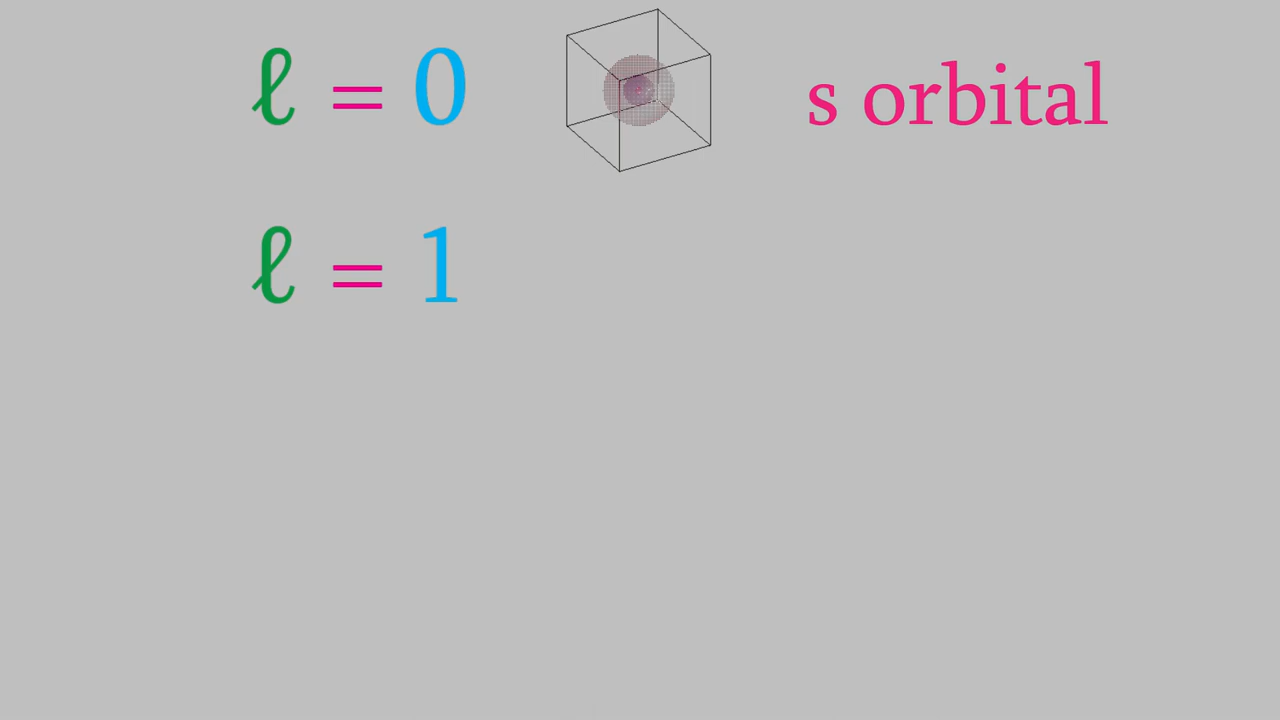 ℓ = 0 s orbital
ℓ = 1